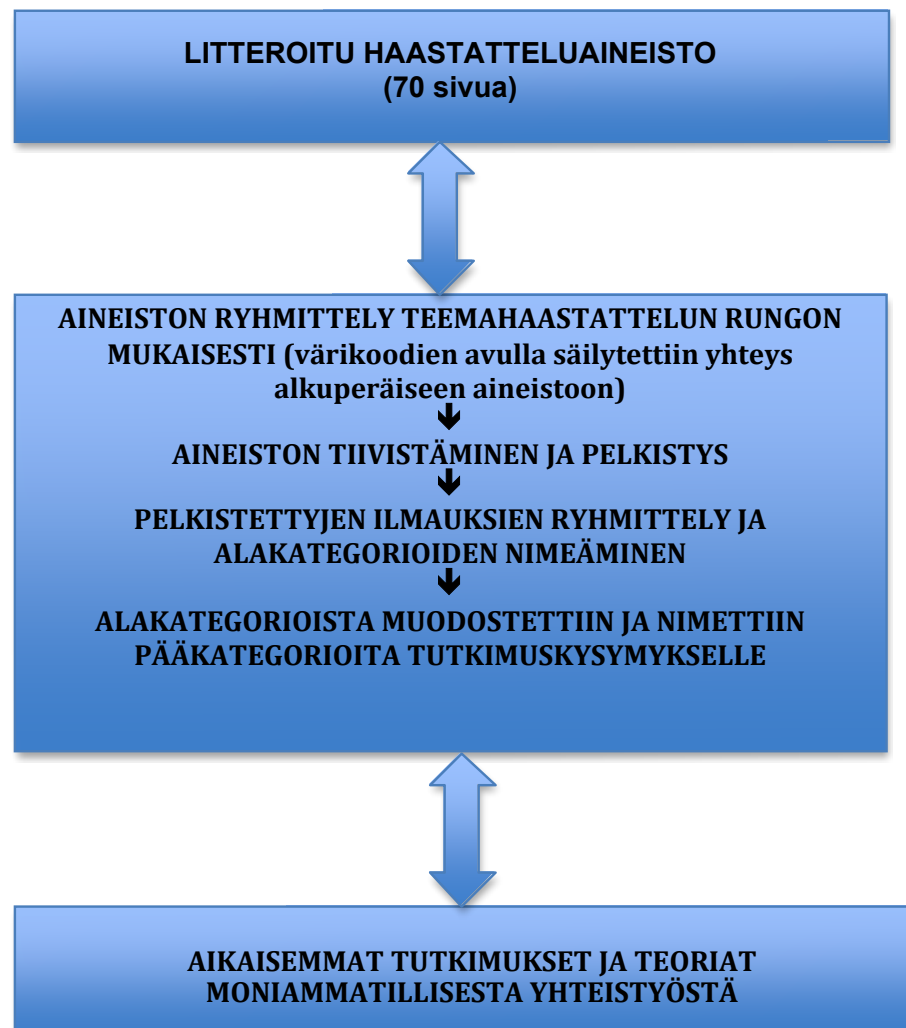 LITTEROITU HAASTATTELUAINEISTO
(70 sivua)
AINEISTON RYHMITTELY TEEMAHAASTATTELUN RUNGON
MUKAISESTI (värikoodien avulla säilytettiin yhteys
alkuperäiseen aineistoon)
AINEISTON TIIVISTÄMINEN JA PELKISTYS
PELKISTETTYJEN ILMAUKSIEN RYHMITTELY JA
ALAKATEGORIOIDEN NIMEÄMINEN
ALAKATEGORIOISTA MUODOSTETTIIN JA NIMETTIIN
PÄÄKATEGORIOITA TUTKIMUSKYSYMYKSELLE
AIKAISEMMAT TUTKIMUKSET JA TEORIAT
MONIAMMATILLISESTA YHTEISTYÖSTÄ